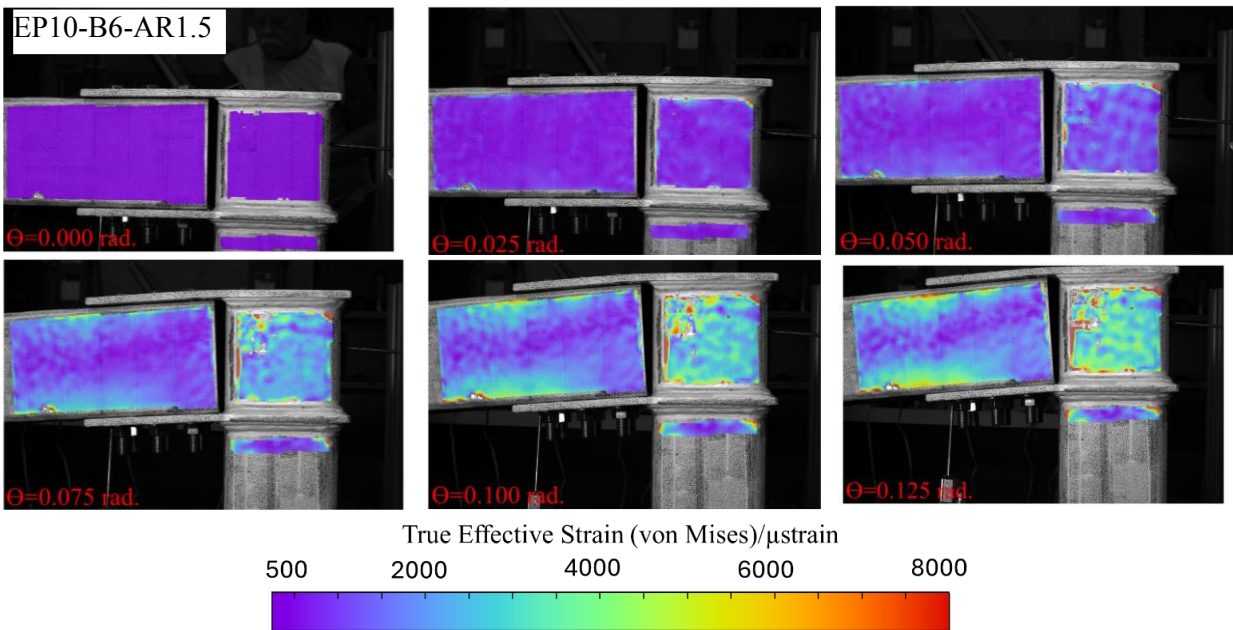 EP10-B6-AR1.5
Ɵ=0.000 rad.
Ɵ=0.025 rad.
Ɵ=0.050 rad.
Ɵ=0.075 rad.
Ɵ=0.100 rad.
Ɵ=0.125 rad.
True Effective Strain (von Mises)/µstrain
500 2000 4000 6000 8000